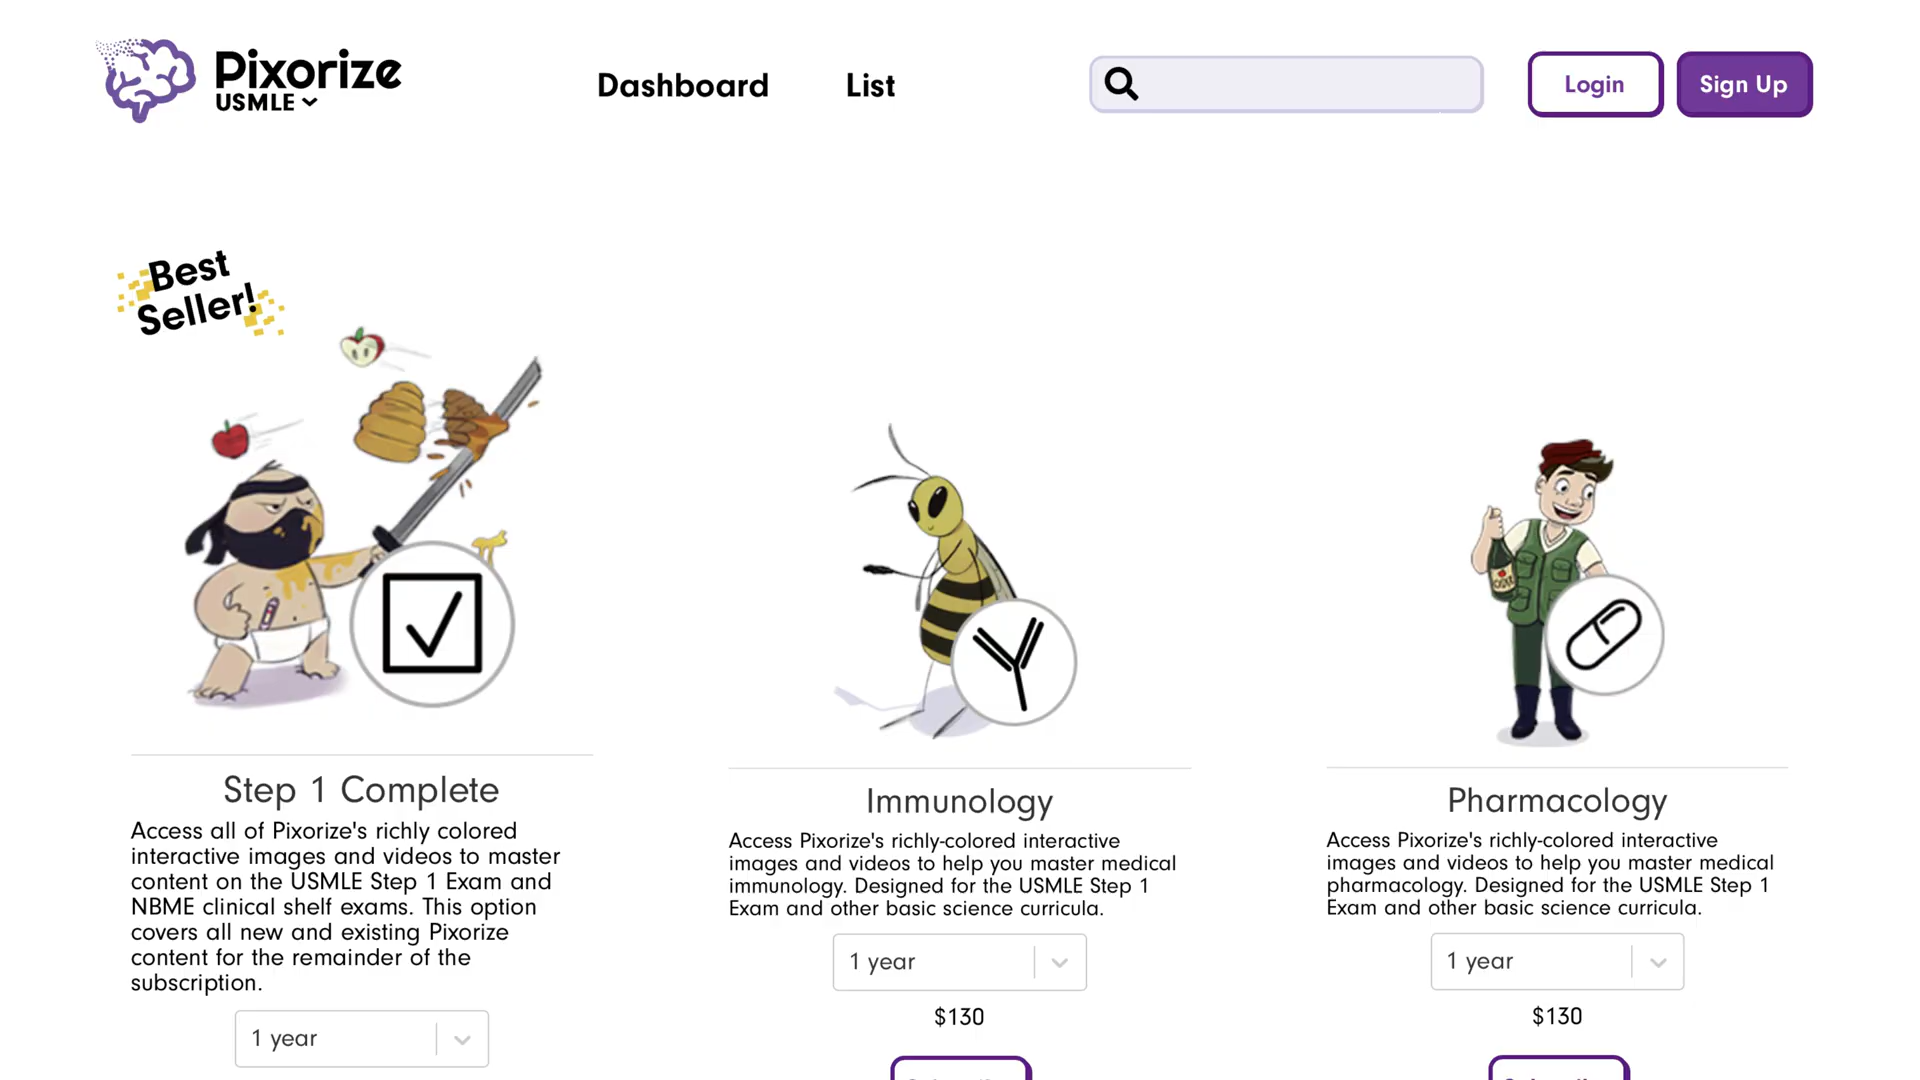 Pixorize
USMLE
Dashboard
List
Login
Sign Up
Best
Seller!
Step 1 Complete
Access all of Pixorize's richly colored
interactive images and videos to master
content on the USMLE Step 1 Exam and
NBME clinical shelf exams. This option
covers all new and existing Pixorize
content for the remainder of the
subscription.
1 year
Immunology
Access Pixorize's richly-colored interactive
images and videos to help you master medical
immunology. Designed for the USMLE Step 1
Exam and other basic science curricula.
1 year
$130
Pharmacology
Access Pixorize's richly-colored interactive
images and videos to help you master medical
pharmacology. Designed for the USMLE Step 1
Exam and other basic science curricula.
1 year
$130